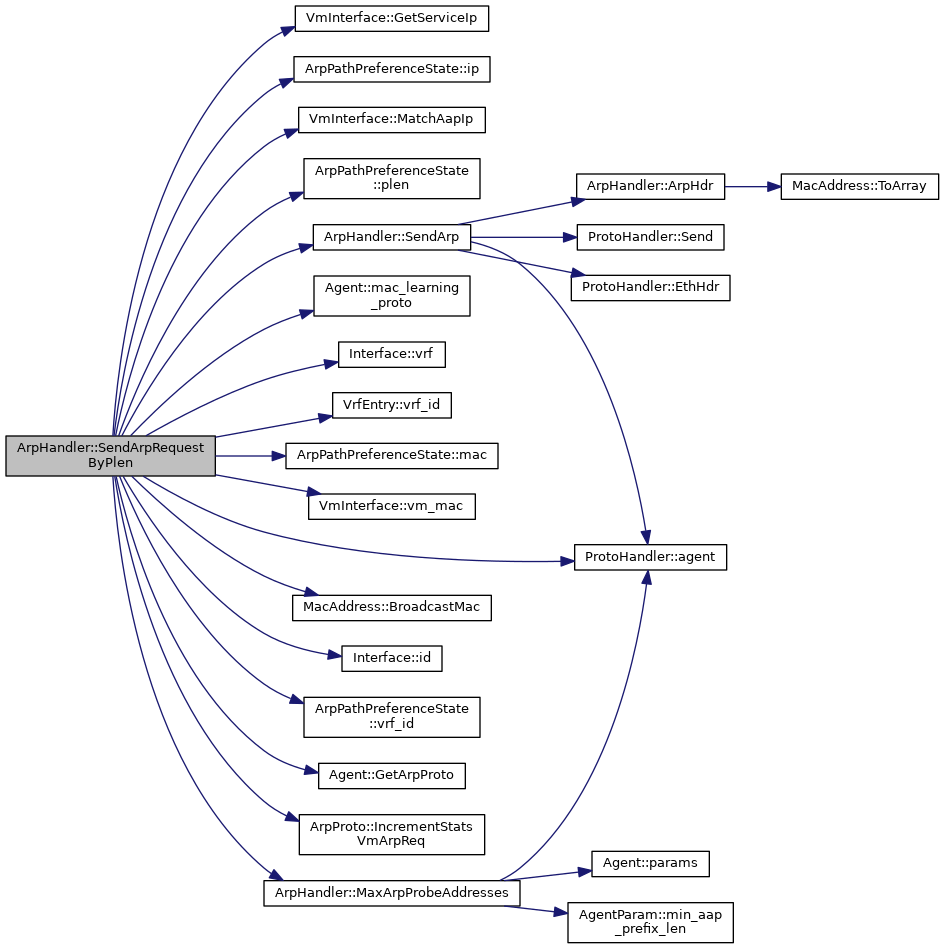 VmInterface::GetServiceIp
ArpPathPreferenceState::ip
VmInterface::MatchAapIp
ArpPathPreferenceState
::plen
ArpHandler::ArpHdr
MacAddress::ToArray
ArpHandler::SendArp
ProtoHandler::Send
Agent::mac_learning
_proto
ProtoHandler::EthHdr
Interface::vrf
VrfEntry::vrf_id
ArpHandler::SendArpRequest
ByPlen
ArpPathPreferenceState::mac
VmInterface::vm_mac
ProtoHandler::agent
MacAddress::BroadcastMac
Interface::id
ArpPathPreferenceState
::vrf_id
Agent::GetArpProto
ArpProto::IncrementStats
VmArpReq
Agent::params
ArpHandler::MaxArpProbeAddresses
AgentParam::min_aap
_prefix_len